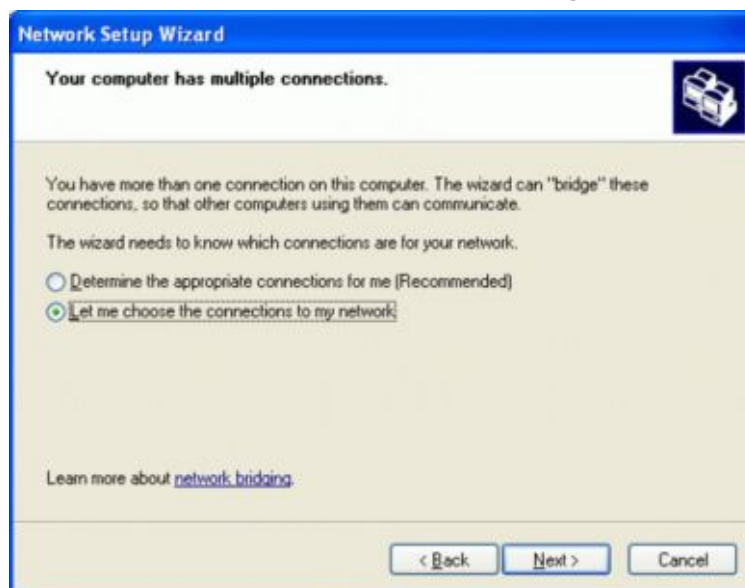 Network Setup Wizard
Your computer has multiple connections.
You have more than one connection on this computer. The wizard can "bridge" these
connections, so that other computers using them can communicate.
The wizard needs to know which connections are for your network.
Determine the appropriate connections for me (Recommended)
Let me choose the connections to my network
Learn more about network bridging.
< Back Next > Cancel